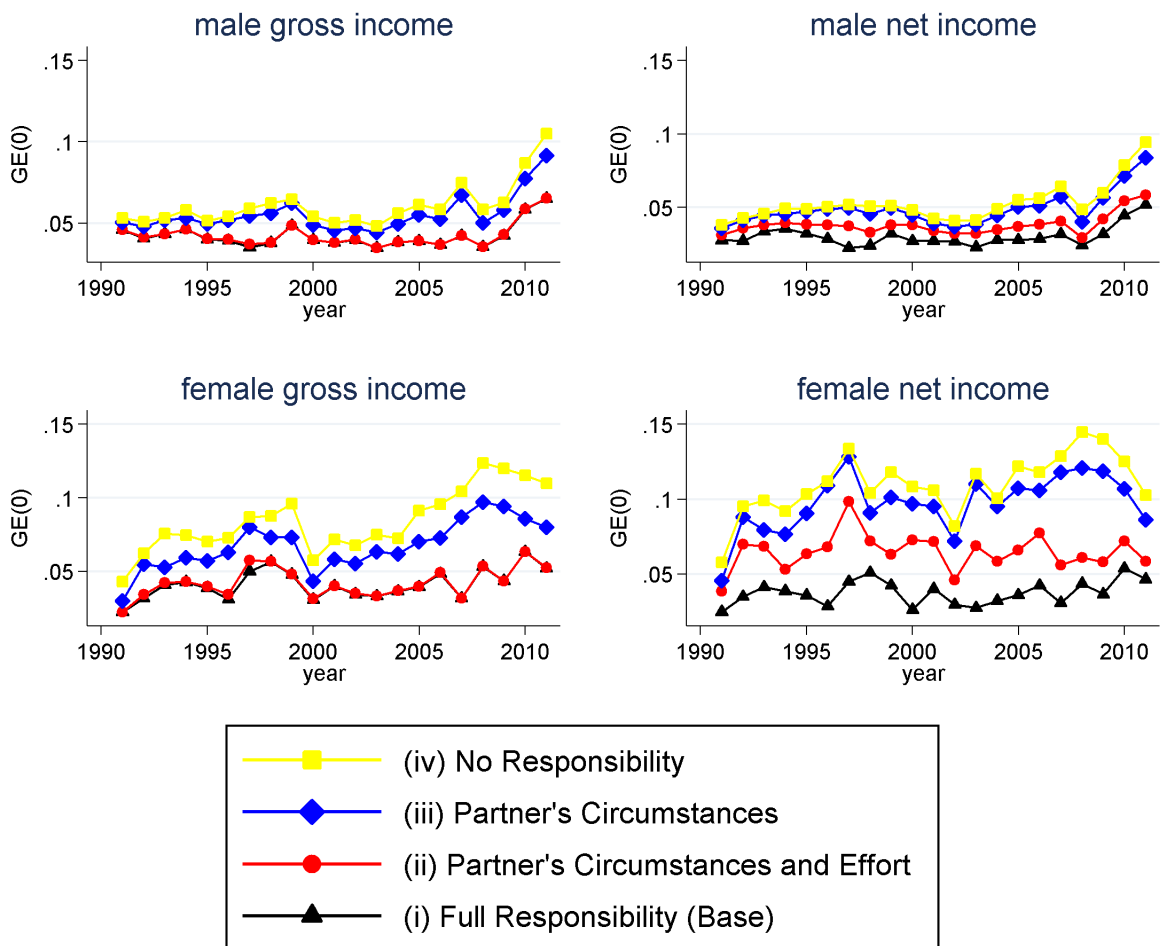 male gross income
.15
.1
.05
GE(0)
1990 1995 2000 2005 2010
year
male net income
.15
.1
.05
GE(0)
1990 1995 2000 2005 2010
year
female gross income
.15
.1
.05
GE(0)
1990 1995 2000 2005 2010
year
female net income
.15
.1
.05
GE(0)
1990 1995 2000 2005 2010
year
(iv) No Responsibility
(iii) Partner's Circumstances
(ii) Partner's Circumstances and Effort
(i) Full Responsibility (Base)